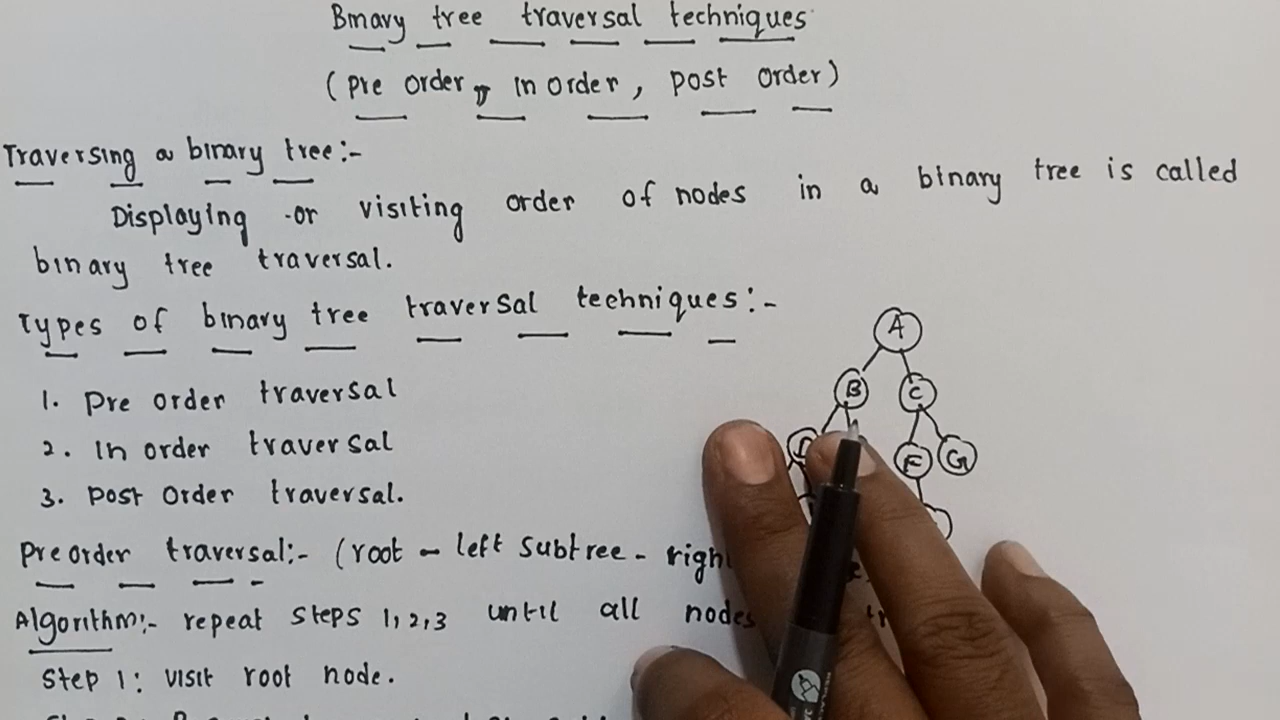 Binary tree traversal techniques
(Pre order, In order, post order)
Traversing a binary tree:-
Displaying or visiting order of nodes in a binary tree is called
binary tree traversal.
Types of binary tree traversal techniques:-
1. Pre order traversal
2. In order traversal
3. Post order traversal.
Preorder traversal:- (root - left subtree -
Algorithm:- repeat steps 1,2,3 until all nodes
Step 1: visit root node.
A
B C
D F G